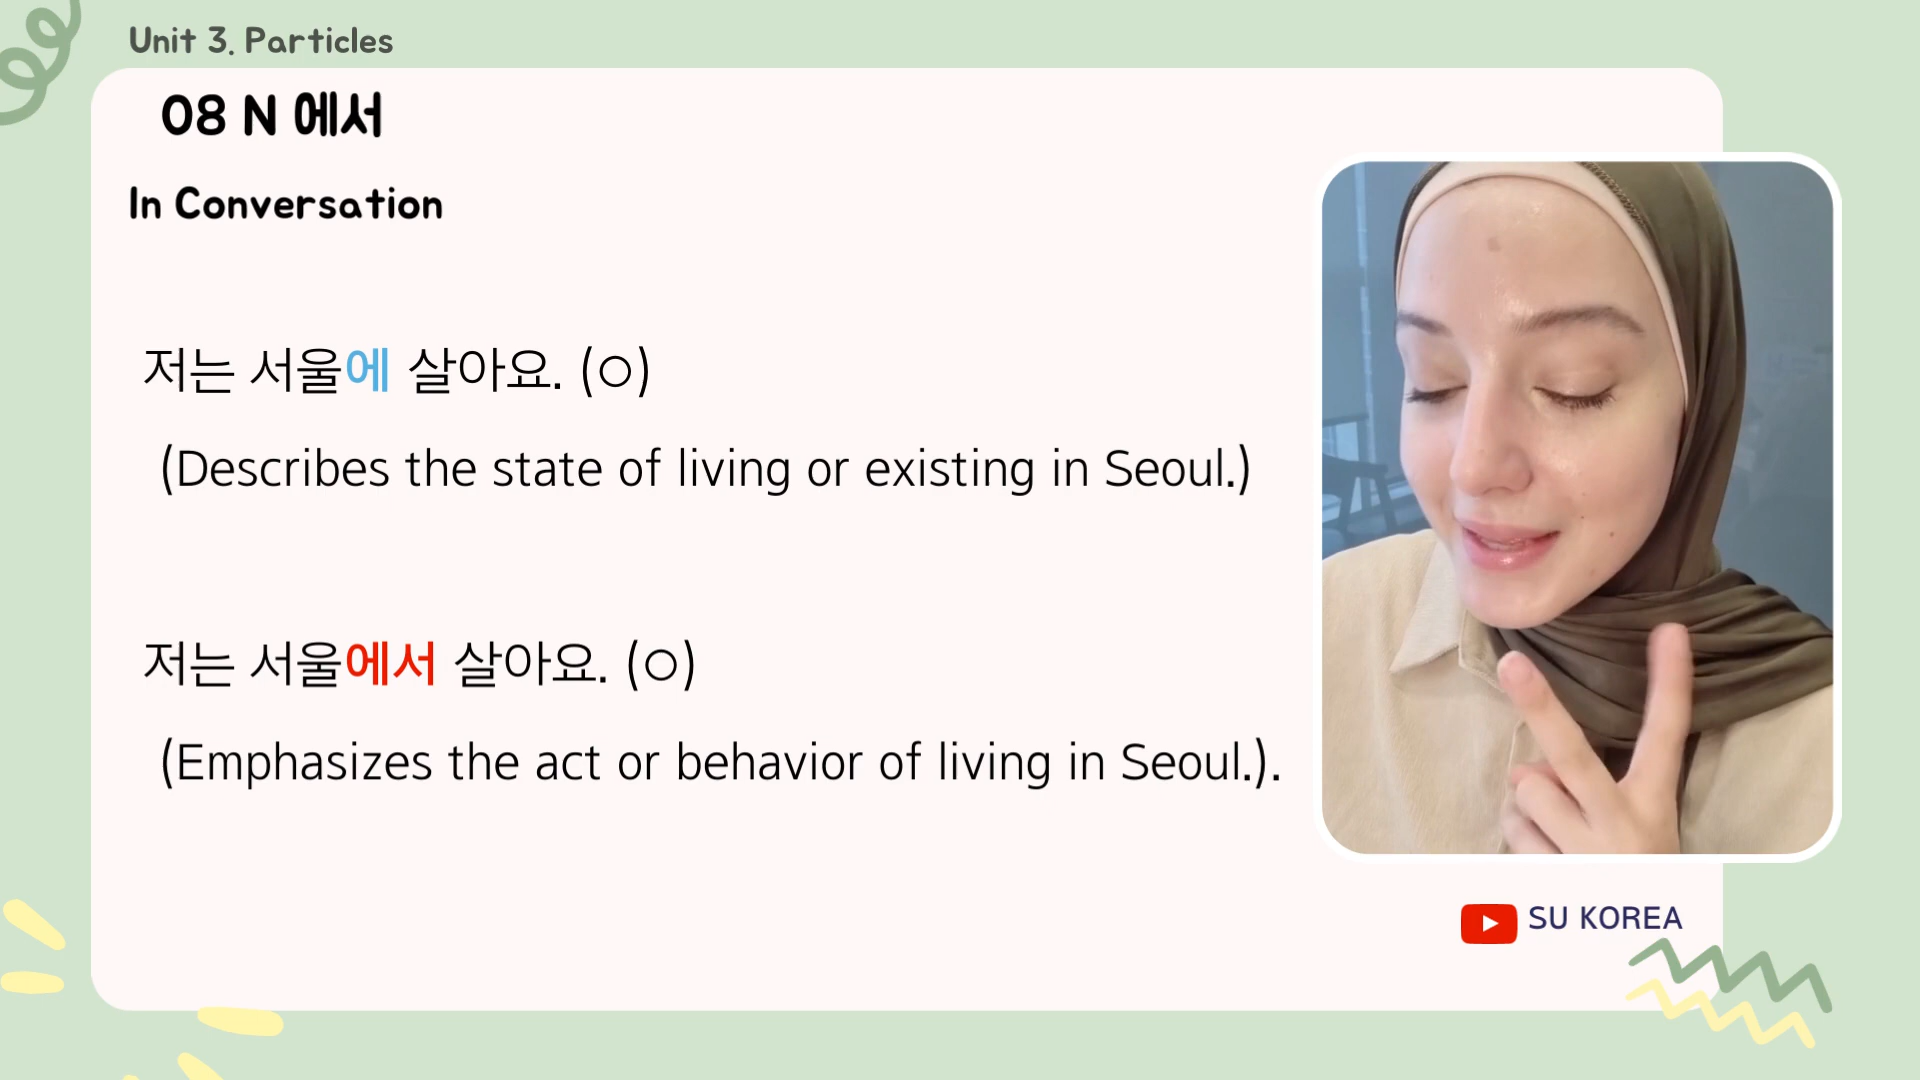 Unit 3. Particles
08 N 에서
In Conversation
저는 서울에 살아요. (ㅇ)
(Describes the state of living or existing in Seoul.)
저는 서울에서 살아요. (ㅇ)
(Emphasizes the act or behavior of living in Seoul.).
SU KOREA